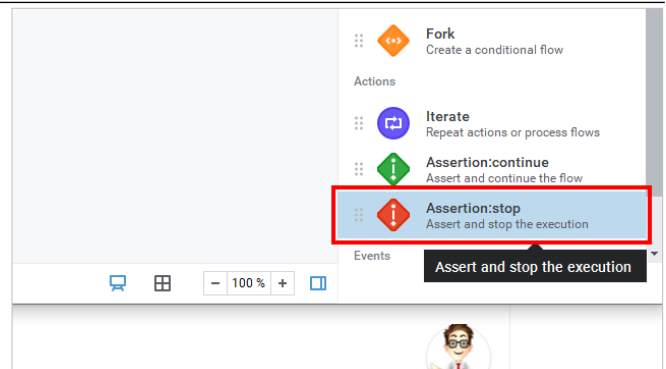 Fork
Create a conditional flow
Actions
Iterate
Repeat actions or process flows
Assertion:continue
Assert and continue the flow
Assertion:stop
Assert and stop the execution
Events
Assert and stop the execution
− 100 % +